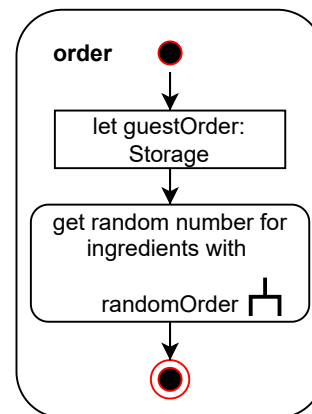 order
let guestOrder:
Storage
get random number for
ingredients with
randomOrder